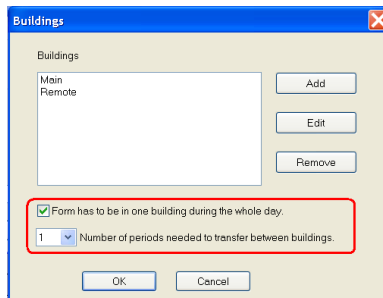 Buildings
Buildings
Main
Remote
Add
Edit
Remove
Form has to be in one building during the whole day.
1 Number of periods needed to transfer between buildings.
OK
Cancel